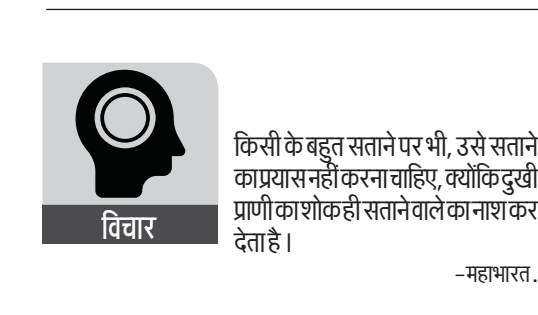 विचार
किसी के बहुत सताने पर भी, उसे सताने
का प्रयास नहीं करना चाहिए, क्योंकि दुखी
प्राणी का शोक ही सताने वाले का नाश कर
देता है ।
-महाभारत.